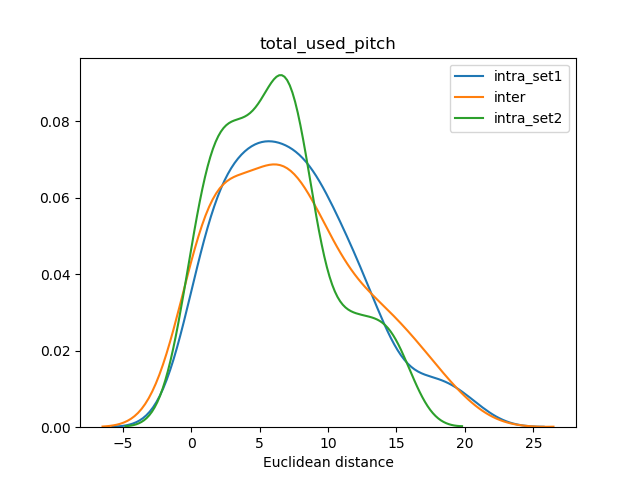 total_used_pitch
intra_set1
inter
intra_set2
0.08
0.06
0.04
0.02
0.00
−5 0 5 10 15 20 25
Euclidean distance